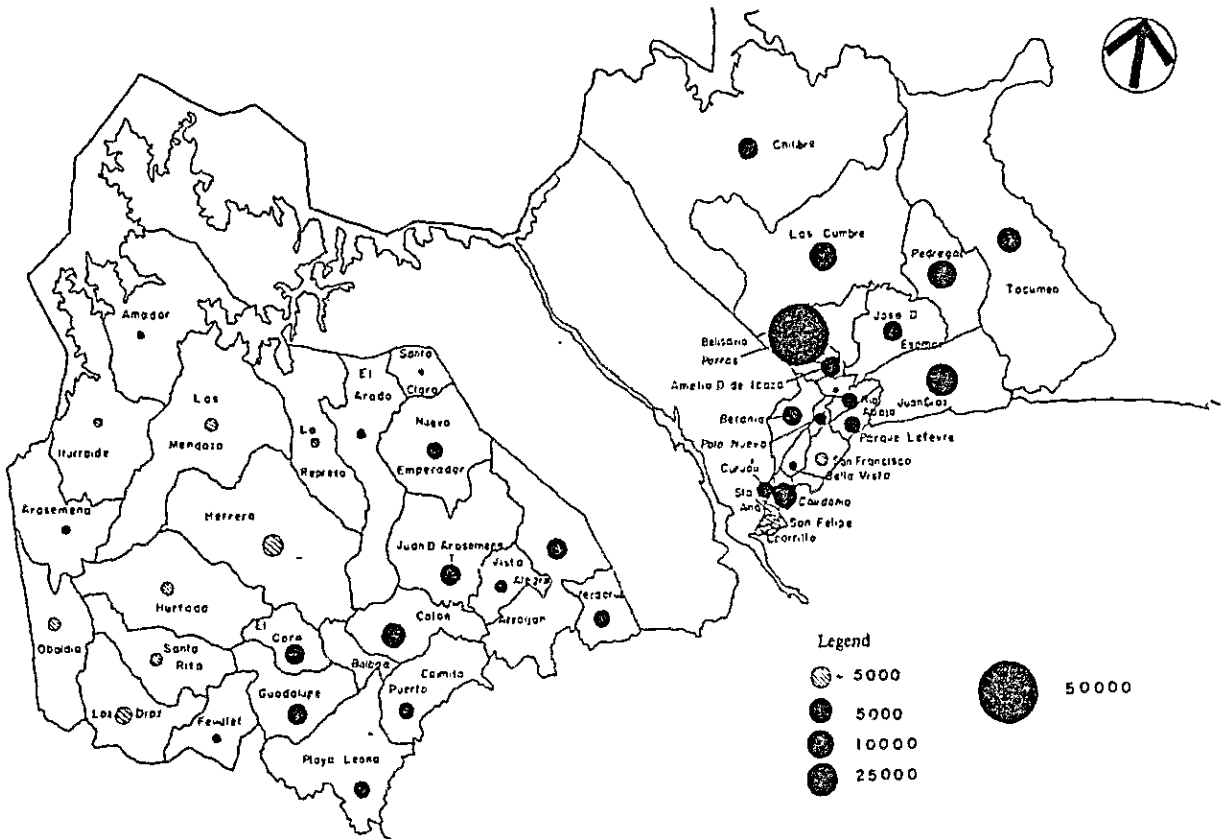 Chilibre
Las Cumbre
Pedregal
Tocumen
Jose D
Espinar
Belisario
Porras
Amelia D de Icaza
Juan Diaz
Rio
Abajo
Betania
Parque Lefevre
Pulo Nuevo
San Francisco
Curundu
Bella Vista
Sta
Ana
Caudonia
San Felipe
Chorrillo
Amador
Santa
Clara
El
Arado
Los
Mendoza
Nuevo
Emperador
La
Represa
Iturralde
Arosemena
Herrera
Juan D Arosemena
Vista
Alegre
Veracruz
Hurtado
Arraijan
Colon
El
Coco
Obaldia
Santa
Rita
Balboa
Puerto
Camito
Guadalupe
Los Diaz
Feuillet
Playa Leona
Legend
- 5000
5000
10000
25000
50000